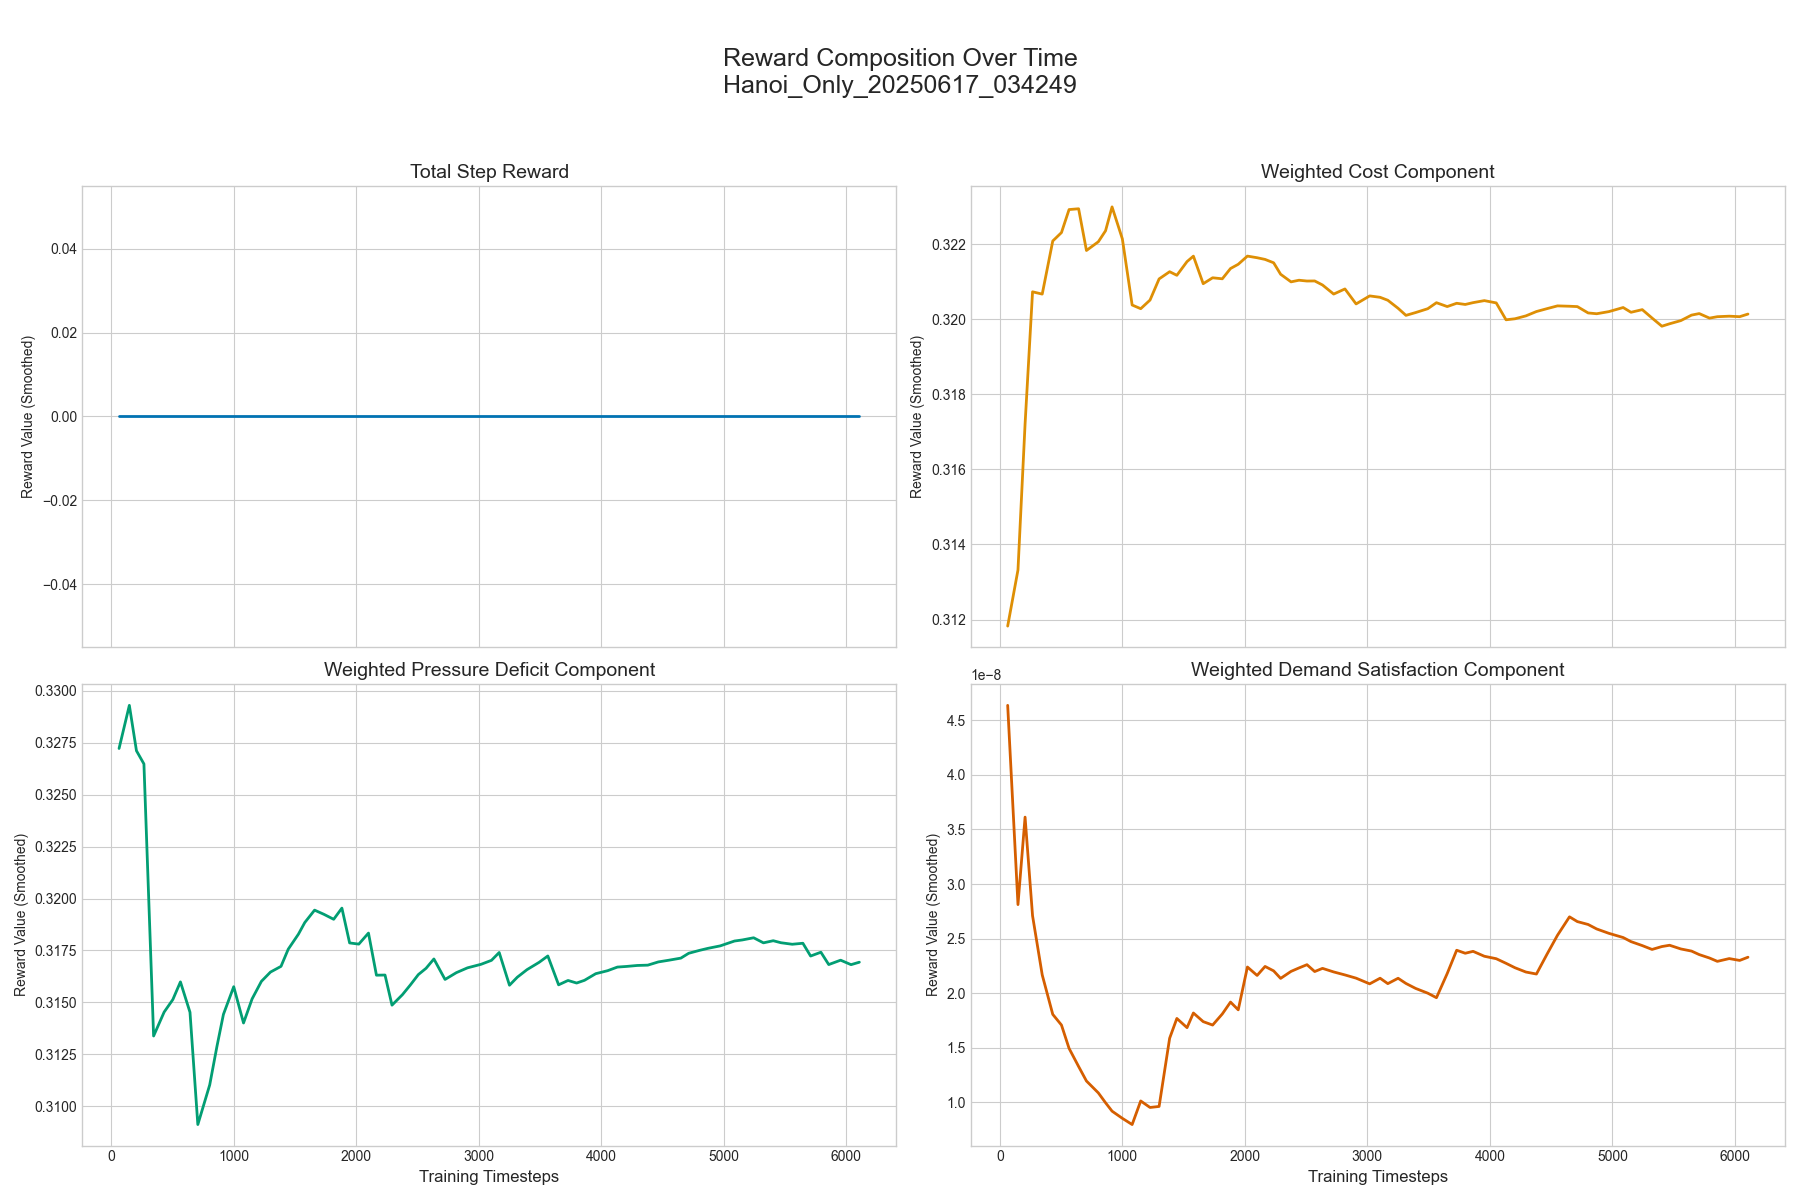 Reward Composition Over Time
Hanoi_Only_20250617_034249
Total Step Reward
Reward Value (Smoothed)
0.04
0.02
0.00
−0.02
−0.04
Weighted Cost Component
Reward Value (Smoothed)
0.322
0.320
0.318
0.316
0.314
0.312
Weighted Pressure Deficit Component
Reward Value (Smoothed)
0.3300
0.3275
0.3250
0.3225
0.3200
0.3175
0.3150
0.3125
0.3100
0 1000 2000 3000 4000 5000 6000
Training Timesteps
Weighted Demand Satisfaction Component
1e−8
Reward Value (Smoothed)
4.5
4.0
3.5
3.0
2.5
2.0
1.5
1.0
0 1000 2000 3000 4000 5000 6000
Training Timesteps